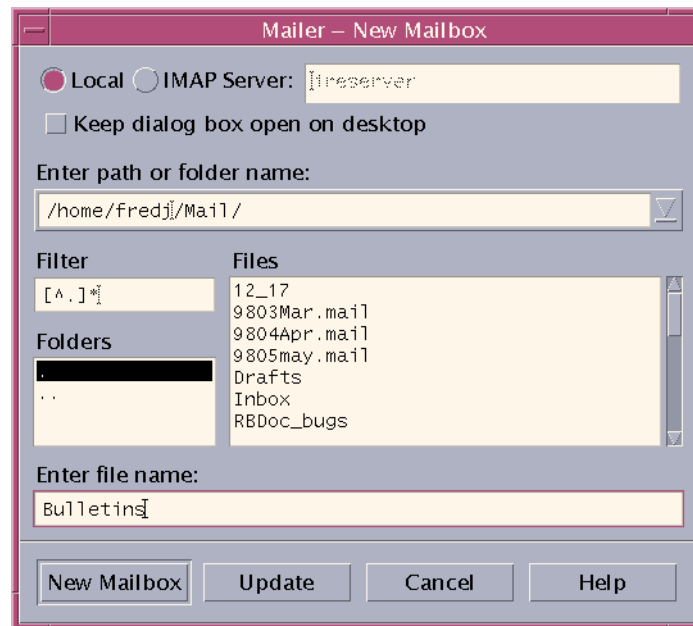 Mailer – New Mailbox
Local IMAP Server: itreserver
Keep dialog box open on desktop
Enter path or folder name:
/home/fredj/Mail/
Filter
[^.]*
Files
12_17
9803Mar.mail
9804Apr.mail
9805may.mail
Drafts
Inbox
RBDoc_bugs
Folders
.
..
Enter file name:
Bulletins
New Mailbox Update Cancel Help